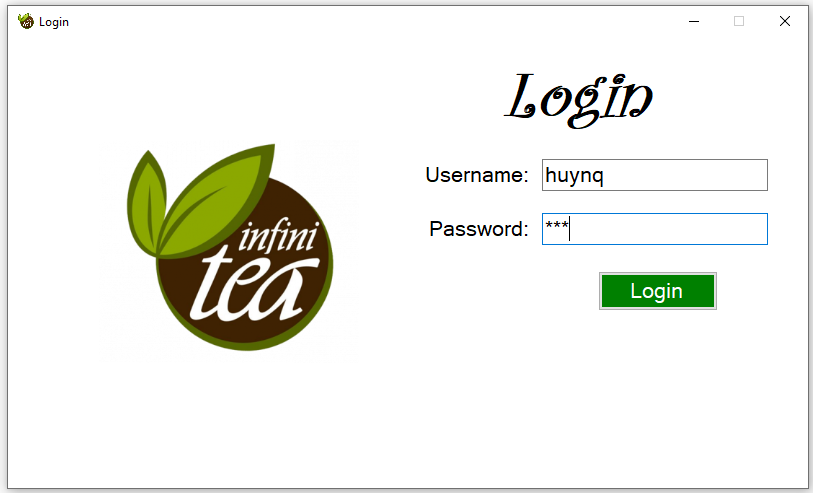 Login
Login
infini
tea
Username: huynq
Password: ***
Login